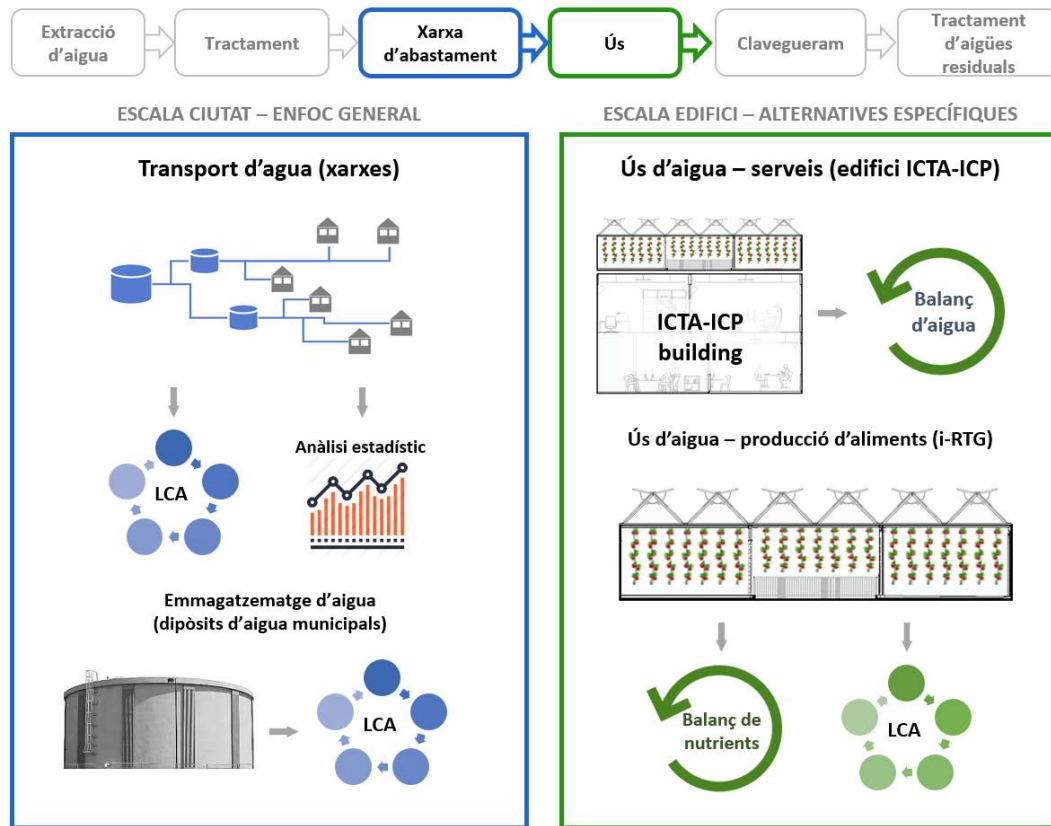 Extracció
d’aigua
Tractament
Xarxa
d’abastament
Ús
Clavegueram
Tractament
d’aigües
residuals
ESCALA CIUTAT – ENFOC GENERAL
Transport d’agua (xarxes)
LCA
Anàlisi estadístic
Emmagatzematge d’aigua
(dipòsits d’aigua municipals)
LCA
ESCALA EDIFICI – ALTERNATIVES ESPECÍFIQUES
Ús d’aigua – serveis (edifici ICTA-ICP)
ICTA-ICP
building
Balanç
d’aigua
Ús d’aigua – producció d’aliments (i-RTG)
Balanç de
nutrients
LCA